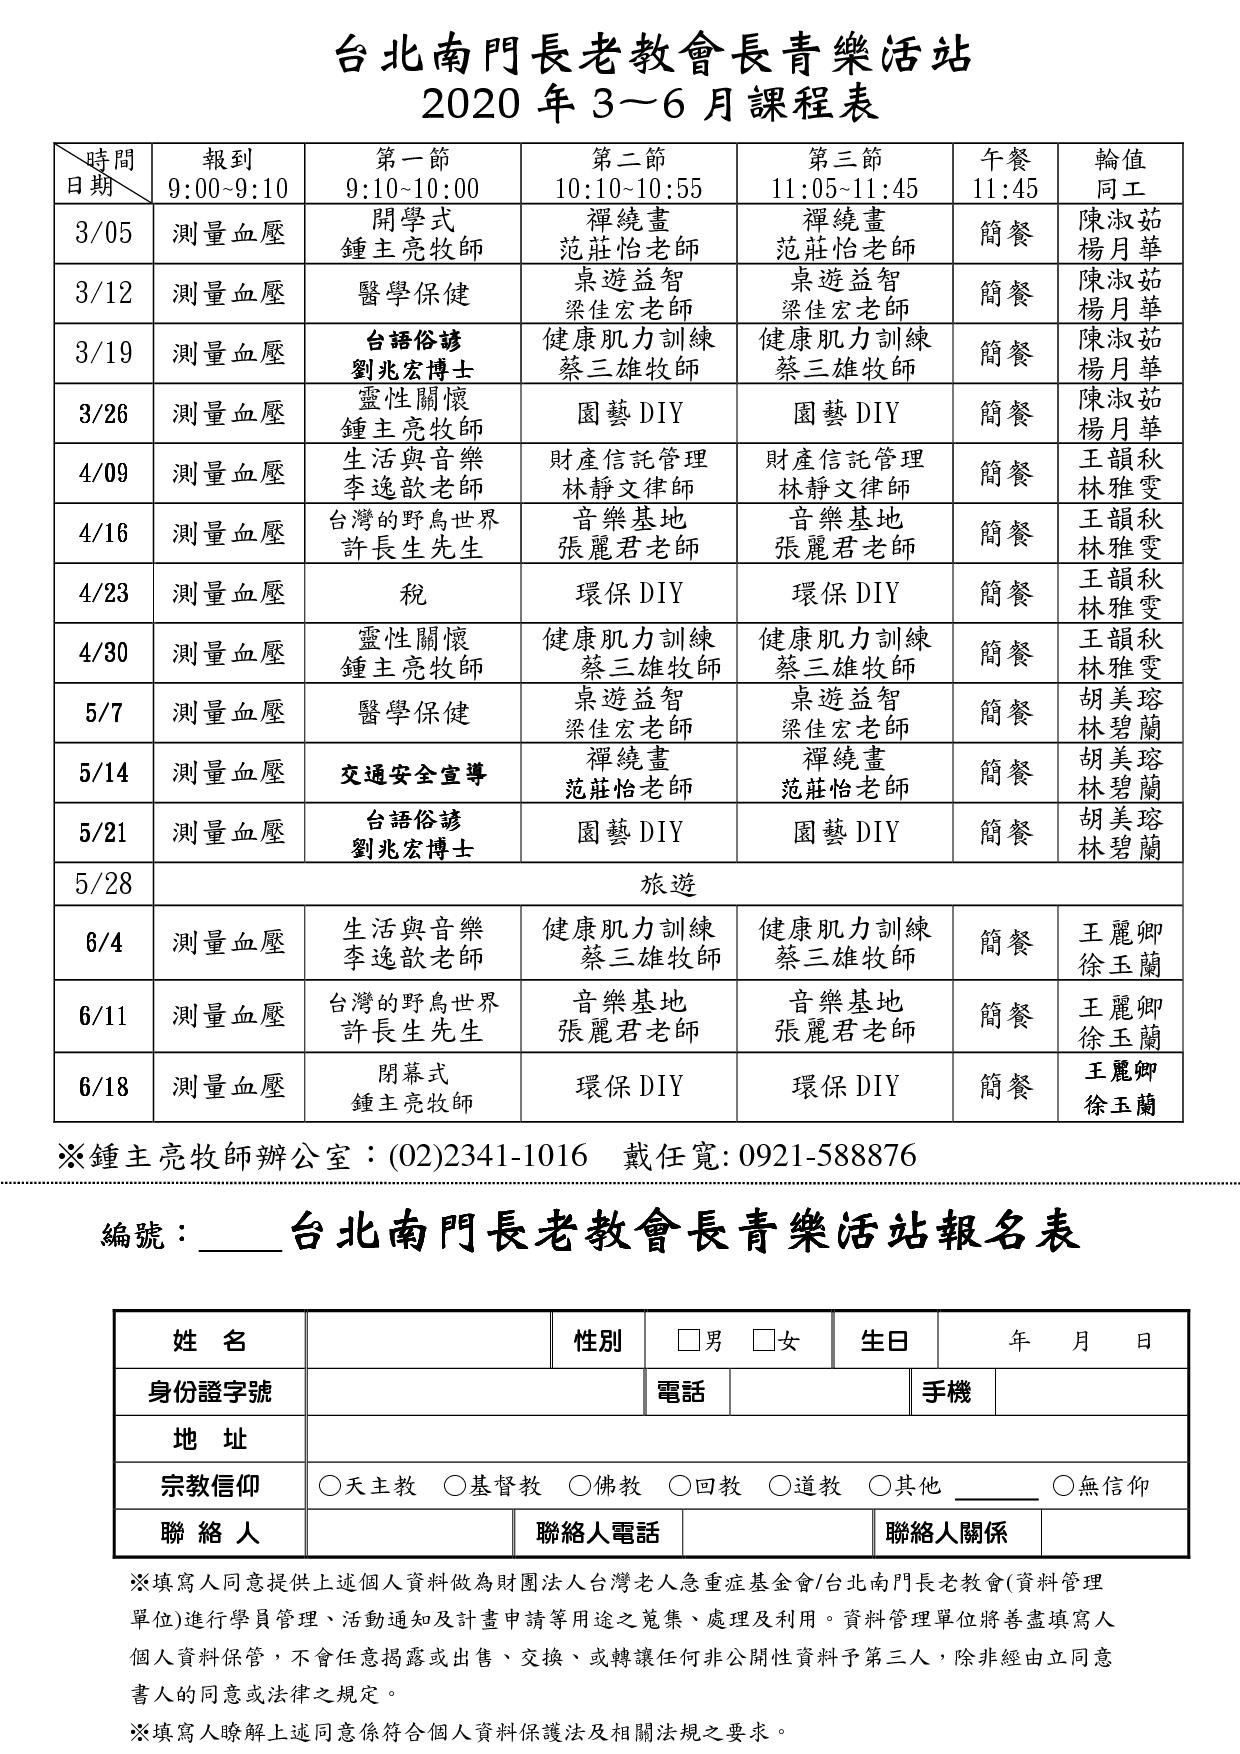 台北南門長老教會長青樂活站
2020 年 3～6 月課程表
時間 報到 第一節 第二節 第三節 午餐 輪值
日期 9:00~9:10 9:10~10:00 10:10~10:55 11:05~11:45 11:45 同工
3/05 測量血壓 開學式 鍾主亮牧師 禪繞畫 范莊怡老師 禪繞畫 范莊怡老師 簡餐 陳淑茹 楊月華
3/12 測量血壓 醫學保健 桌遊益智 梁佳宏老師 桌遊益智 梁佳宏老師 簡餐 陳淑茹 楊月華
3/19 測量血壓 台語俗諺 劉兆宏博士 健康肌力訓練 蔡三雄牧師 健康肌力訓練 蔡三雄牧師 簡餐 陳淑茹 楊月華
3/26 測量血壓 靈性關懷 鍾主亮牧師 園藝 DIY 園藝 DIY 簡餐 陳淑茹 楊月華
4/09 測量血壓 生活與音樂 李逸歆老師 財產信託管理 林靜文律師 財產信託管理 林靜文律師 簡餐 王韻秋 林雅雯
4/16 測量血壓 台灣的野鳥世界 許長生先生 音樂基地 張麗君老師 音樂基地 張麗君老師 簡餐 王韻秋 林雅雯
4/23 測量血壓 稅 環保 DIY 環保 DIY 簡餐 王韻秋 林雅雯
4/30 測量血壓 靈性關懷 鍾主亮牧師 健康肌力訓練 蔡三雄牧師 健康肌力訓練 蔡三雄牧師 簡餐 王韻秋 林雅雯
5/7 測量血壓 醫學保健 桌遊益智 梁佳宏老師 桌遊益智 梁佳宏老師 簡餐 胡美瑢 林碧蘭
5/14 測量血壓 交通安全宣導 禪繞畫 范莊怡老師 禪繞畫 范莊怡老師 簡餐 胡美瑢 林碧蘭
5/21 測量血壓 台語俗諺 劉兆宏博士 園藝 DIY 園藝 DIY 簡餐 胡美瑢 林碧蘭
5/28 旅遊
6/4 測量血壓 生活與音樂 李逸歆老師 健康肌力訓練 蔡三雄牧師 健康肌力訓練 蔡三雄牧師 簡餐 王麗卿 徐玉蘭
6/11 測量血壓 台灣的野鳥世界 許長生先生 音樂基地 張麗君老師 音樂基地 張麗君老師 簡餐 王麗卿 徐玉蘭
6/18 測量血壓 閉幕式 鍾主亮牧師 環保 DIY 環保 DIY 簡餐 王麗卿 徐玉蘭
※鍾主亮牧師辦公室：(02)2341-1016 戴任寬: 0921-588876
編號：_____台北南門長老教會長青樂活站報名表
姓 名 性別 □男 □女 生日 年 月 日
身份證字號 電話 手機
地 址
宗教信仰 ○天主教 ○基督教 ○佛教 ○回教 ○道教 ○其他 ______ ○無信仰
聯 絡 人 聯絡人電話 聯絡人關係
※填寫人同意提供上述個人資料做為財團法人台灣老人急重症基金會/台北南門長老教會(資料管理
單位)進行學員管理、活動通知及計畫申請等用途之蒐集、處理及利用。資料管理單位將善盡填寫人
個人資料保管，不會任意揭露或出售、交換、或轉讓任何非公開性資料予第三人，除非經由立同意
書人的同意或法律之規定。
※填寫人瞭解上述同意係符合個人資料保護法及相關法規之要求。